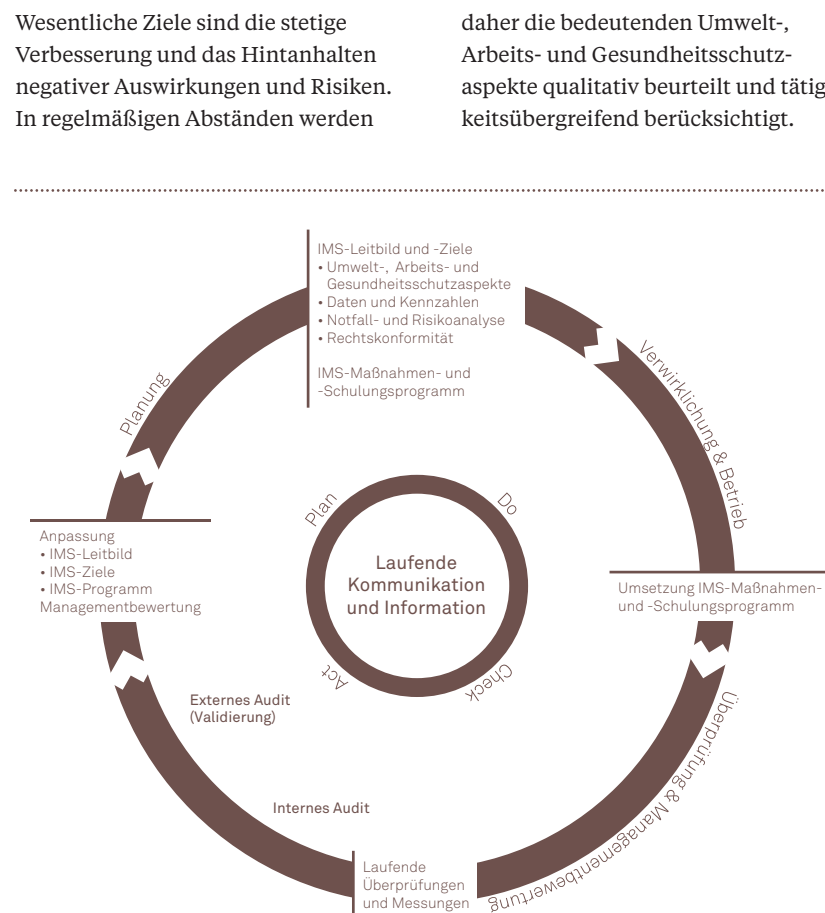 Wesentliche Ziele sind die stetige
Verbesserung und das Hintanhalten
negativer Auswirkungen und Risiken.
In regelmäßigen Abständen werden
daher die bedeutenden Umwelt-,
Arbeits- und Gesundheitsschutz-
aspekte qualitativ beurteilt und tätig
keitsübergreifend berücksichtigt.
IMS-Leitbild und -Ziele
• Umwelt-, Arbeits- und
Gesundheitsschutzaspekte
• Daten und Kennzahlen
• Notfall- und Risikoanalyse
• Rechtskonformität
IMS-Maßnahmen- und
-Schulungsprogramm
Planung
Verwirklichung & Betrieb
Plan
Do
Laufende
Kommunikation
und Information
Act
Check
Anpassung
• IMS-Leitbild
• IMS-Ziele
• IMS-Programm
Managementbewertung
Umsetzung IMS-Maßnahmen-
und -Schulungsprogramm
Externes Audit
(Validierung)
Internes Audit
Überprüfung & Managementbewertung
Laufende
Überprüfungen
und Messungen